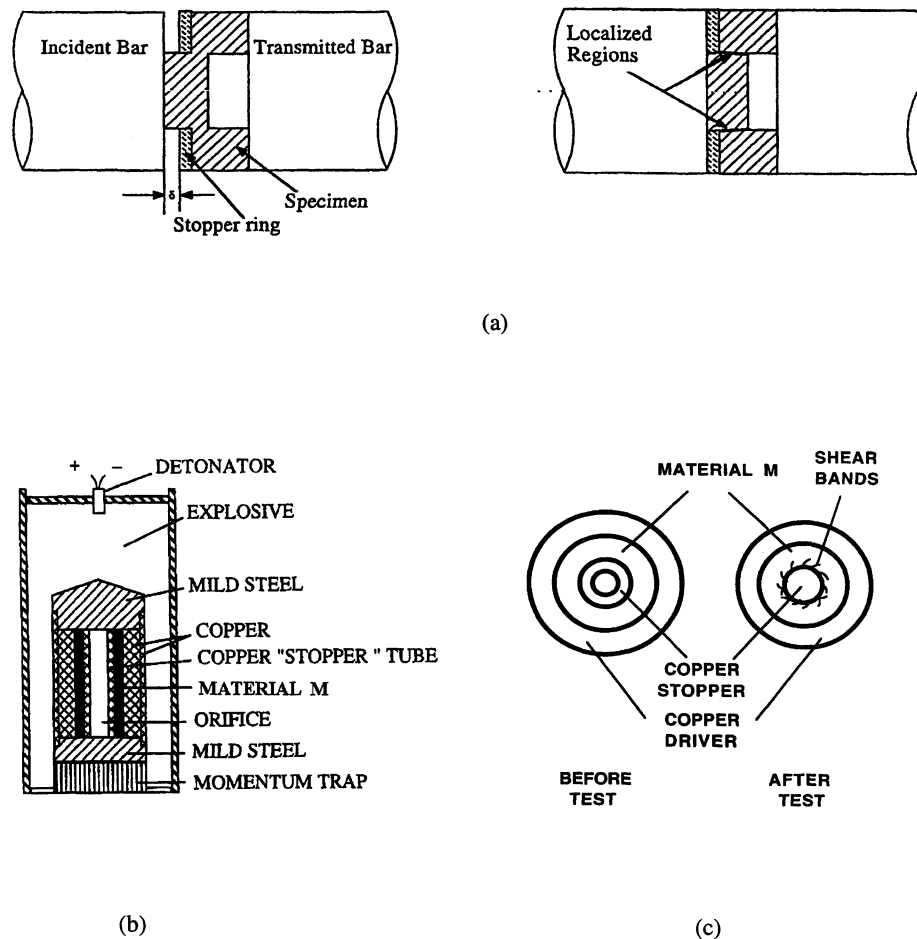 Incident Bar
Transmitted Bar
δ
Stopper ring
Specimen
Localized
Regions
(a)
+ −
DETONATOR
EXPLOSIVE
MILD STEEL
COPPER
COPPER "STOPPER " TUBE
MATERIAL M
ORIFICE
MILD STEEL
MOMENTUM TRAP
(b)
MATERIAL M
SHEAR
BANDS
COPPER
STOPPER
COPPER
DRIVER
BEFORE
TEST
AFTER
TEST
(c)